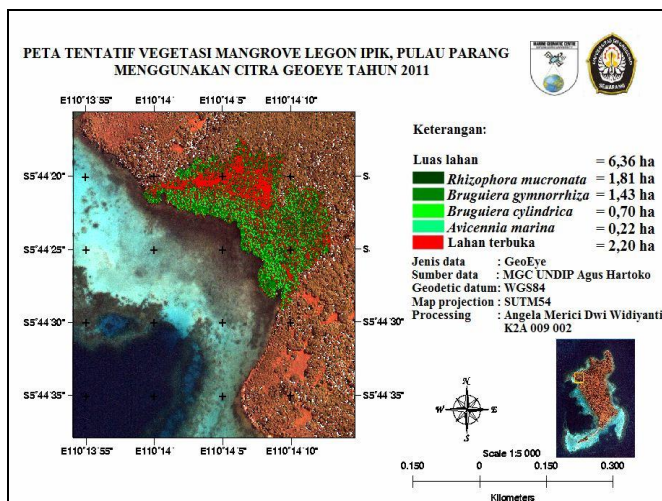 PETA TENTATIF VEGETASI MANGROVE LEGON IPIK, PULAU PARANG
MENGGUNAKAN CITRA GEOEYE TAHUN 2011
MARINE GEOMATIC CENTRE
SEMARANG
E110°13'55" E110°14' E110°14'5" E110°14'10"
S5°44'20" S
S5°44'25" S
S5°44'30" S5°44'30"
S5°44'35" S5°44'35"
E110°13'55" E110°14' E110°14'5" E110°14'10"
Keterangan:
Luas lahan = 6,36 ha
Rhizophora mucronata = 1,81 ha
Bruguiera gymnorrhiza = 1,43 ha
Bruguiera cylindrica = 0,70 ha
Avicennia marina = 0,22 ha
Lahan terbuka = 2,20 ha
Jenis data : GeoEye
Sumber data : MGC UNDIP Agus Hartoko
Geodetic datum: WGS84
Map projection : SUTM54
Processing : Angela Merici Dwi Widiyanti
K2A 009 002
N
W E
S
Scale 1:5 000
0.150 0 0.150 0.300
Kilometers